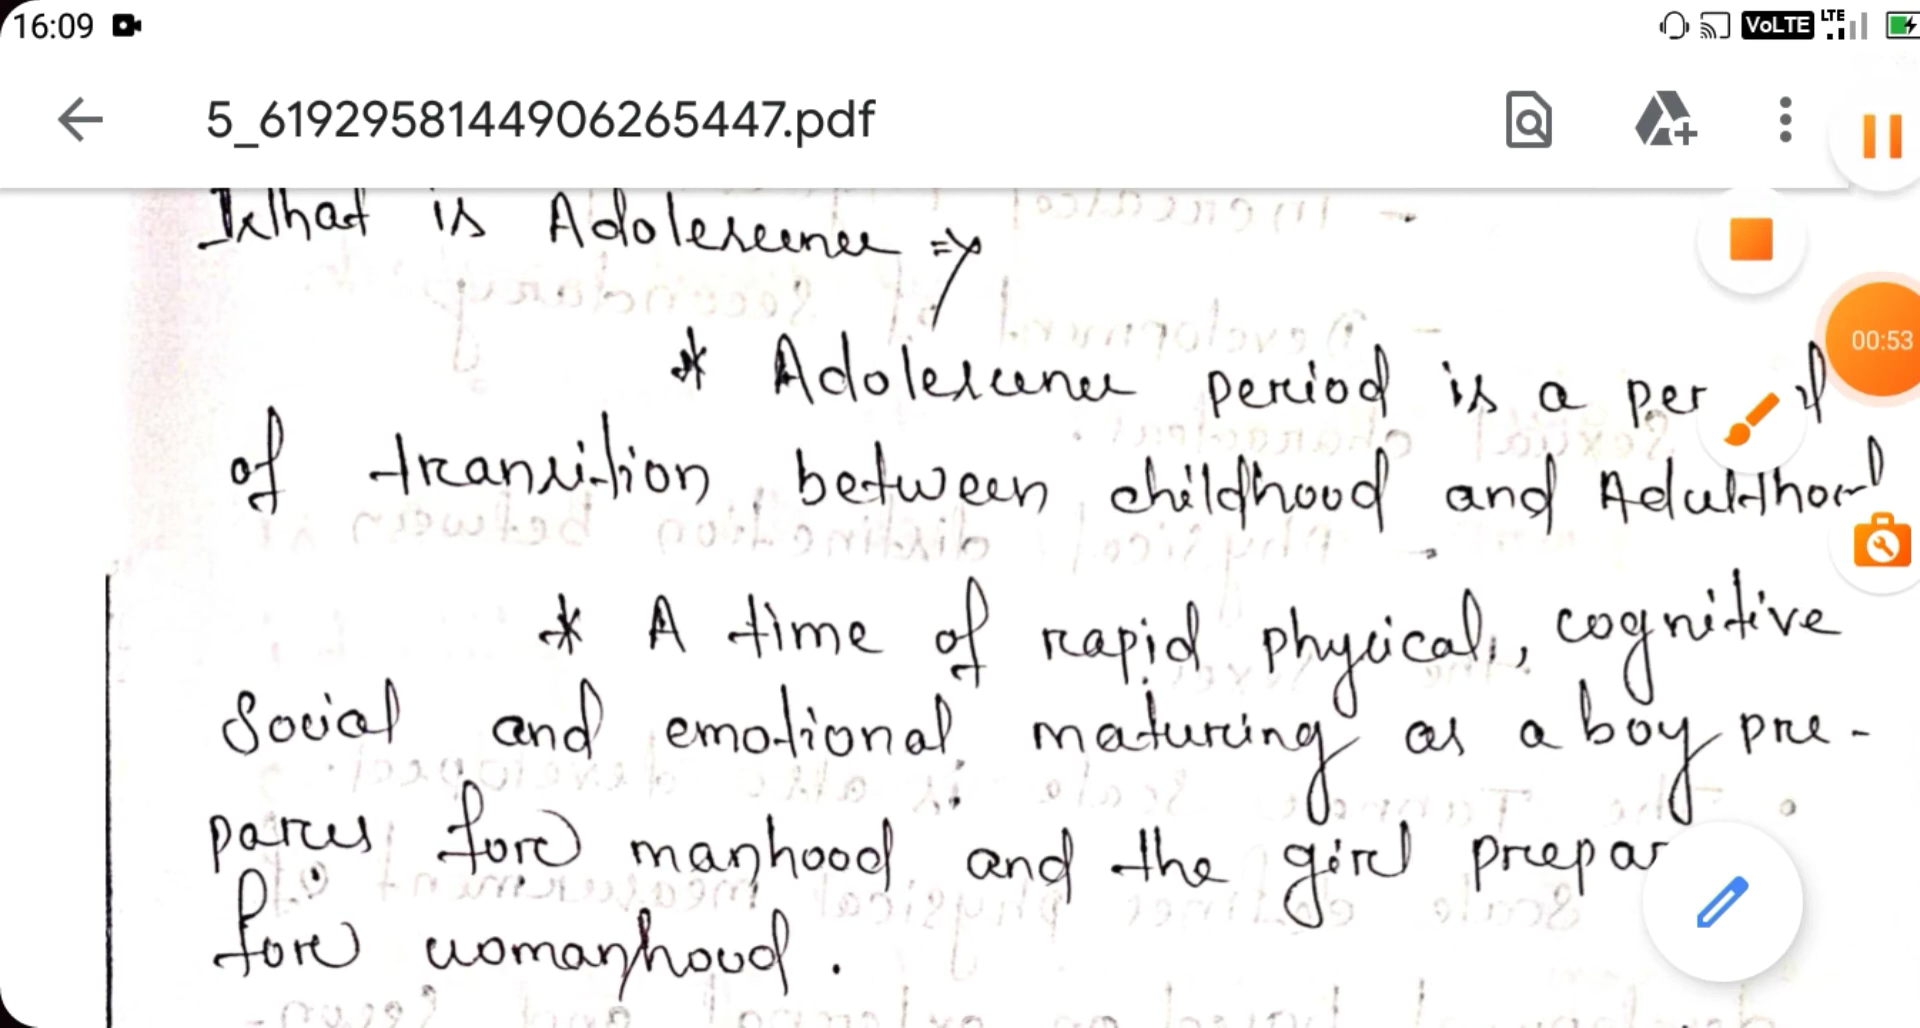 16:09 VoLTE LTE
5_6192958144906265447.pdf
What is Adolescence =>
00:53
* Adolescence period is a per
of transition between childhood and Adulthood
* A time of rapid physical, cognitive
Social and emotional maturing as a boy pre-
pares for manhood and the girl prepar
for womanhood.